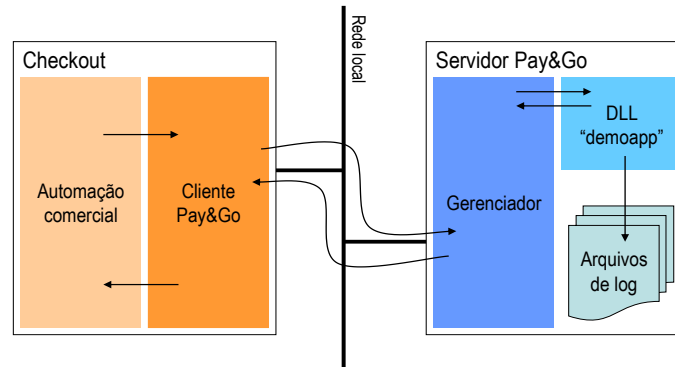 Checkout
Automação
comercial
Cliente
Pay&Go
Rede local
Servidor Pay&Go
Gerenciador
DLL
“demoapp”
Arquivos
de log